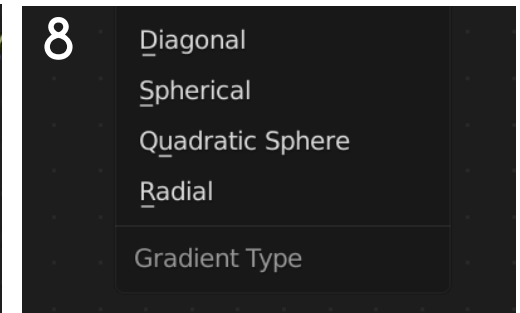 8
Diagonal
Spherical
Quadratic Sphere
Radial
Gradient Type